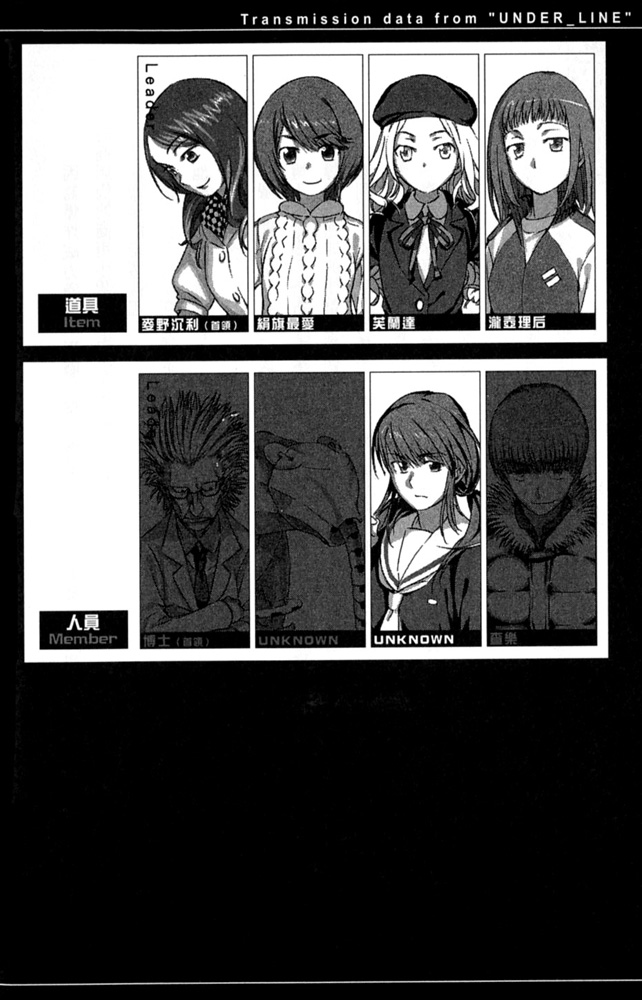 Transmission data from "UNDER_LINE"
Leader
道具
Item
麥野沉利（首領）
絹旗最愛
芙蘭達
瀧壺理后
Leader
人員
Member
博士（首領）
UNKNOWN
UNKNOWN
查樂